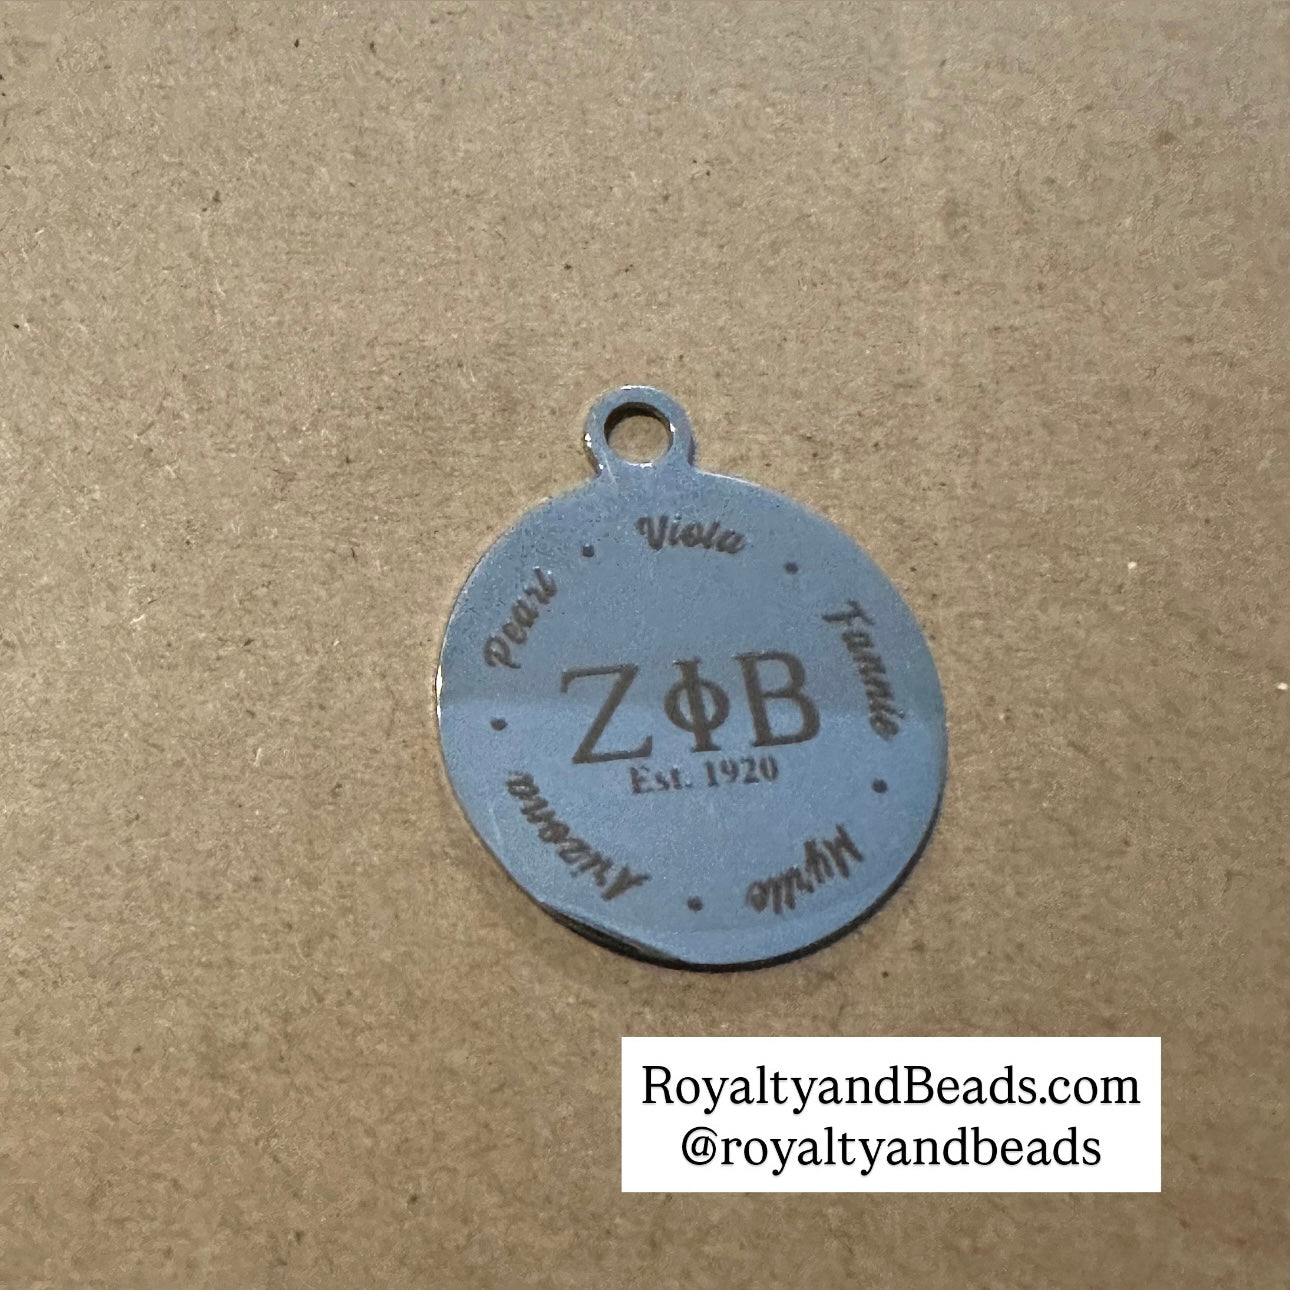 Viola
Fannie
Myrtle
Arizona
Pearl
ΖΦΒ
Est. 1920
RoyaltyandBeads.com
@royaltyandbeads